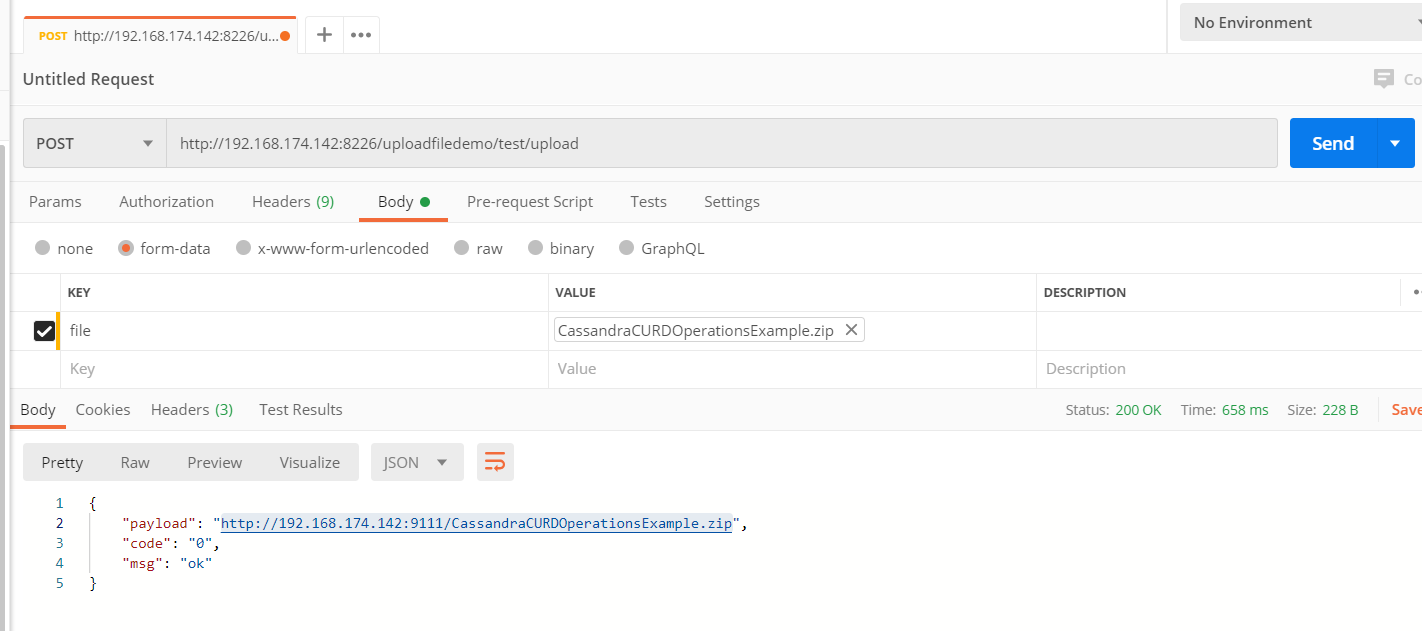 POST http://192.168.174.142:8226/u... + ••• No Environment
Untitled Request Co
POST http://192.168.174.142:8226/uploadfiledemo/test/upload Send
Params Authorization Headers (9) Body Pre-request Script Tests Settings
none form-data x-www-form-urlencoded raw binary GraphQL
KEY VALUE DESCRIPTION
file CassandraCURDOperationsExample.zip
Key Value Description
Body Cookies Headers (3) Test Results Status: 200 OK Time: 658 ms Size: 228 B Save
Pretty Raw Preview Visualize JSON
1 {
2 "payload": "http://192.168.174.142:9111/CassandraCURDOperationsExample.zip",
3 "code": "0",
4 "msg": "ok"
5 }